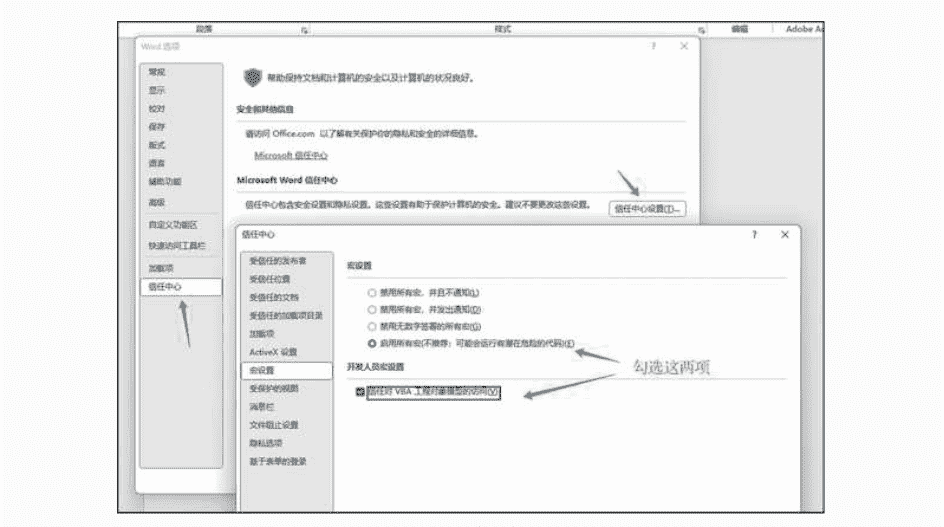 段落
样式
编辑
Adobe Ac
Word 选项
?
×
常规
显示
校对
保存
版式
语言
辅助功能
高级
自定义功能区
快速访问工具栏
加载项
信任中心
帮助保持文档和计算机的安全以及计算机的状况良好。
安全和其他信息
请访问 Office.com 以了解有关保护你的隐私和安全的详细信息。
Microsoft 信任中心
Microsoft Word 信任中心
信任中心包含安全设置和隐私设置。这些设置有助于保护计算机的安全。建议不要更改这些设置。
信任中心设置(T)...
信任中心
?
×
受信任的发布者
受信任位置
受信任的文档
受信任的加载项目录
加载项
ActiveX 设置
宏设置
受保护的视图
消息栏
文件阻止设置
隐私选项
基于表单的登录
宏设置
禁用所有宏，并且不通知(L)
禁用所有宏，并发出通知(D)
禁用无数字签署的所有宏(G)
启用所有宏(不推荐；可能会运行有潜在危险的代码)(E)
开发人员宏设置
信任对 VBA 工程对象模型的访问(V)
勾选这两项